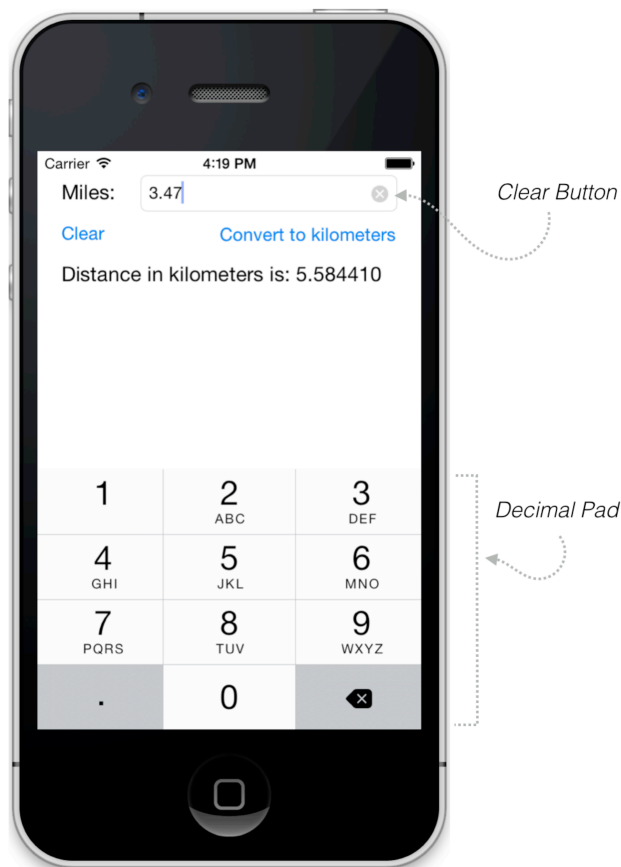 Carrier 4:19 PM
Miles: 3.47
Clear Button
Clear Convert to kilometers
Distance in kilometers is: 5.584410
1 2 3
ABC DEF
Decimal Pad
4 5 6
GHI JKL MNO
7 8 9
PQRS TUV WXYZ
. 0